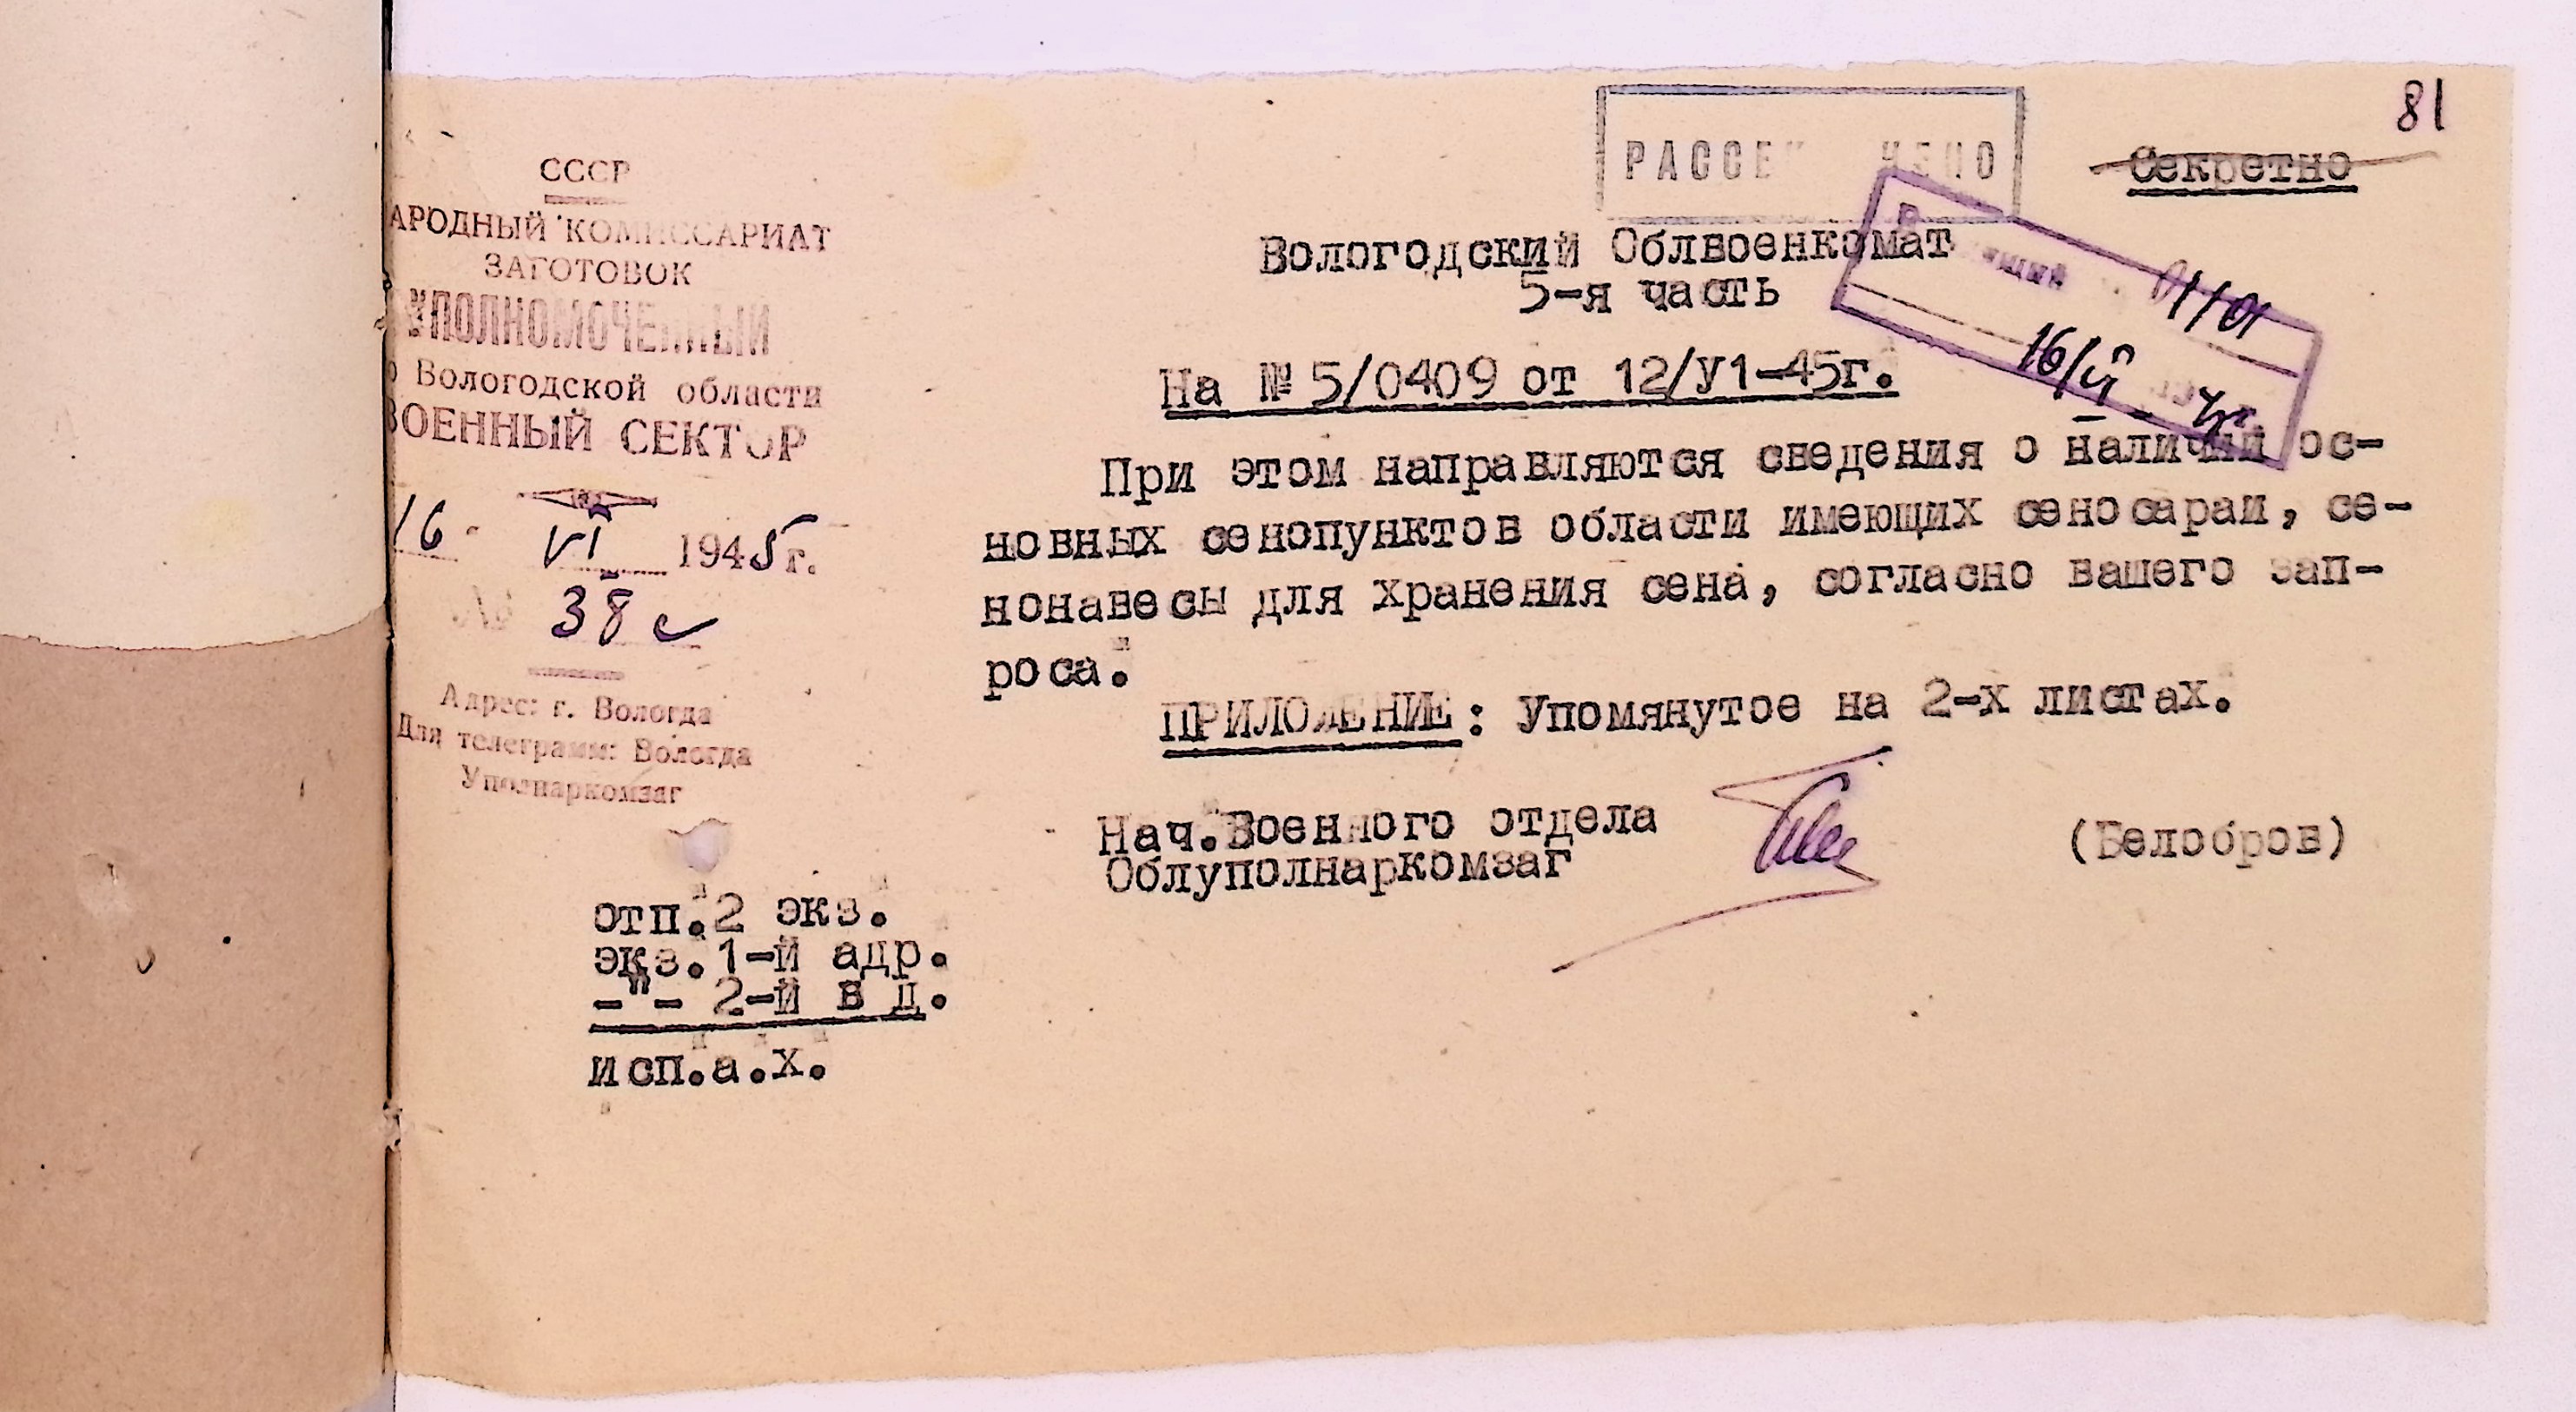 81
РАССЕ ЧЕНО
Секретно
СССР
АРОДНЫЙ КОМИССАРИАТ
ЗАГОТОВОК
УПОЛНОМОЧЕННЫЙ
о Вологодской области
ВОЕННЫЙ СЕКТОР
16 VI 1945 г.
№ 38 с
Адрес: г. Вологда
Для телеграмм: Вологда
Уполнаркомзаг
Вологодский Облвоенкомат
5-я часть
16/VI
На № 5/0409 от 12/У1-45г.
При этом направляются сведения о наличии ос-
новных сенопунктов области имеющих сеносараи, се-
нонавесы для хранения сена, согласно вашего зап-
роса.
ПРИЛОЖЕНИЕ: Упомянутое на 2-х листах.
Нач.Военного отдела
Облуполнаркомзаг
(Белобров)
отп.2 экз.
экз.1-й адр.
-"- 2-й в д.
исп.а.х.